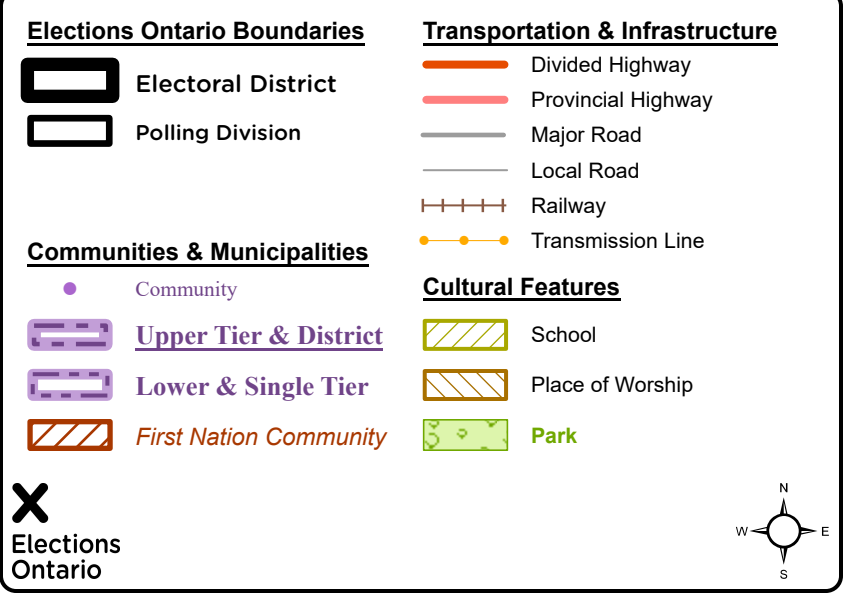 Elections Ontario Boundaries
Electoral District
Polling Division
Communities & Municipalities
Community
Upper Tier & District
Lower & Single Tier
First Nation Community
Transportation & Infrastructure
Divided Highway
Provincial Highway
Major Road
Local Road
Railway
Transmission Line
Cultural Features
School
Place of Worship
Park
Elections
Ontario
N
W E
S